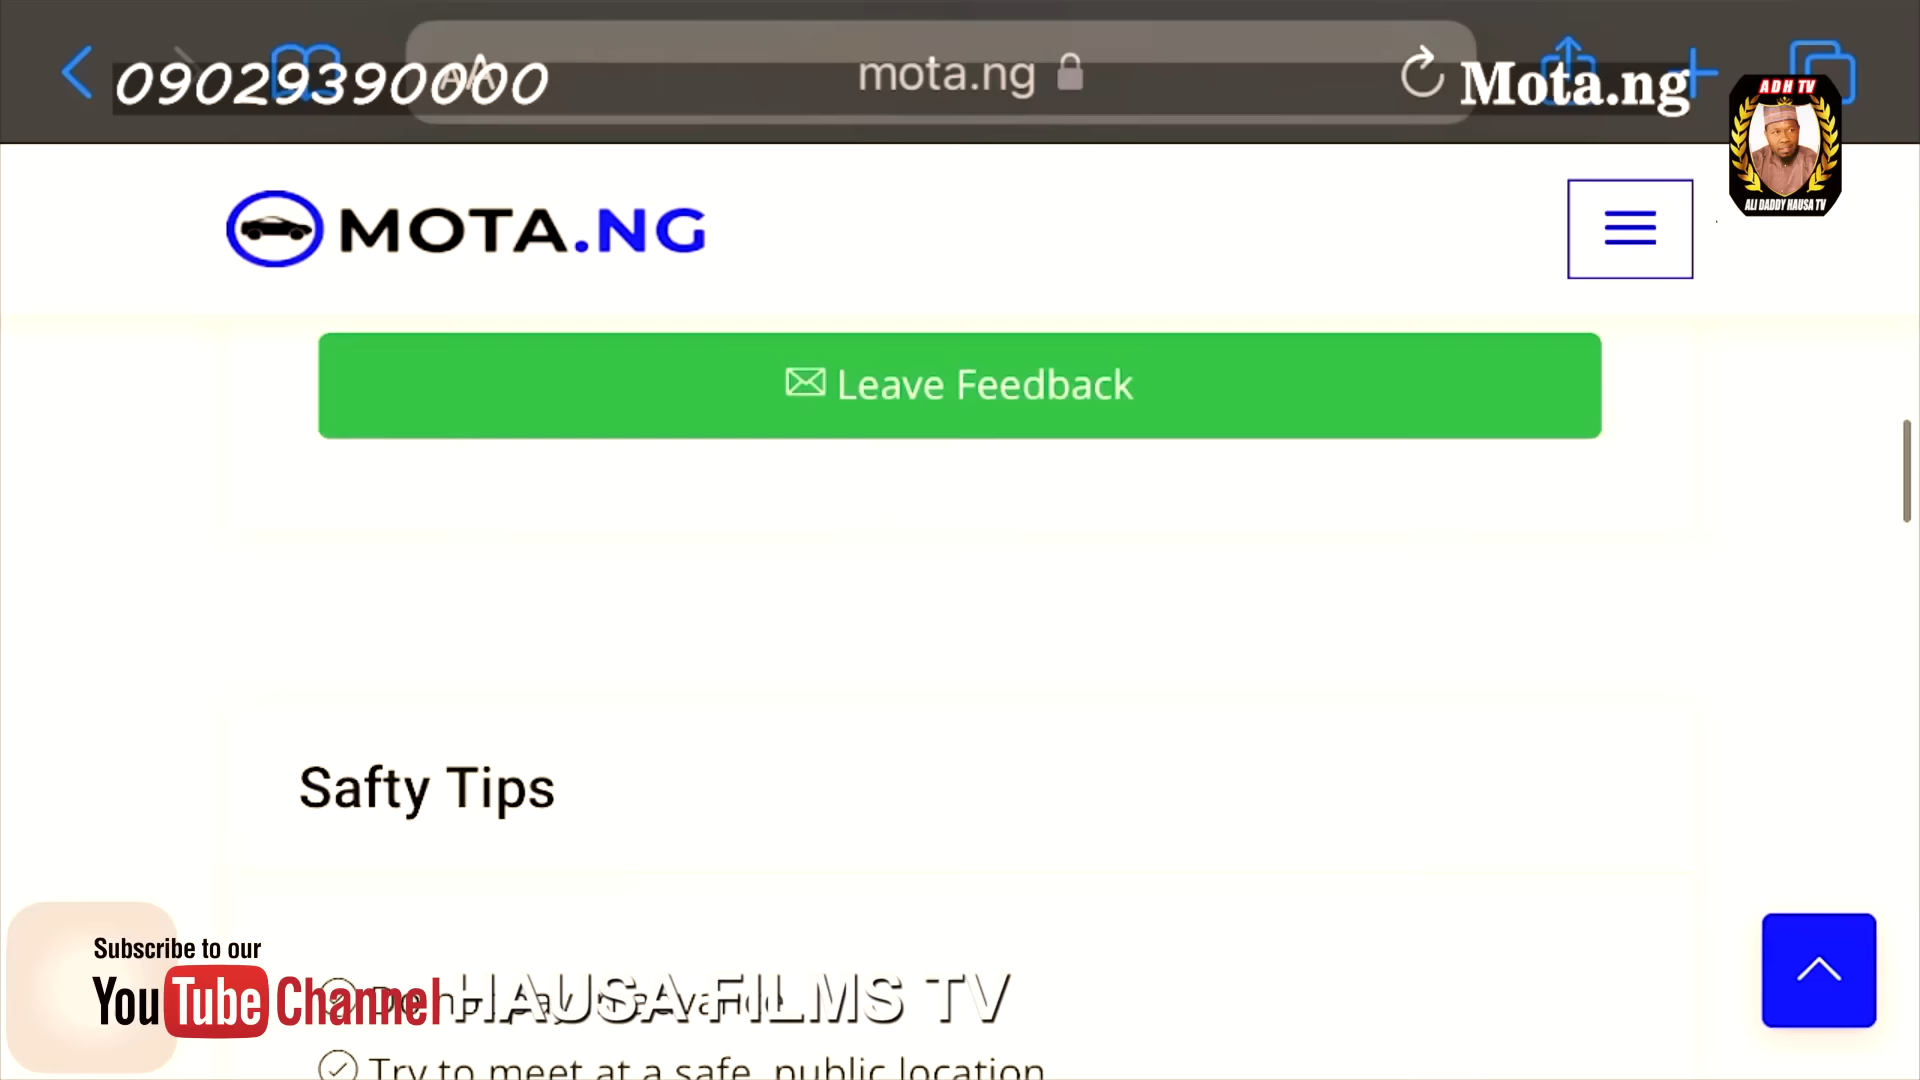 09029390000
AA
mota.ng
Mota.ng
ADH TV
ALI DADDY HAUSA TV
MOTA.NG
Leave Feedback
Safty Tips
Subscribe to our
YouTube Channel
HAUSA FILMS TV
Try to meet at a safe, public location